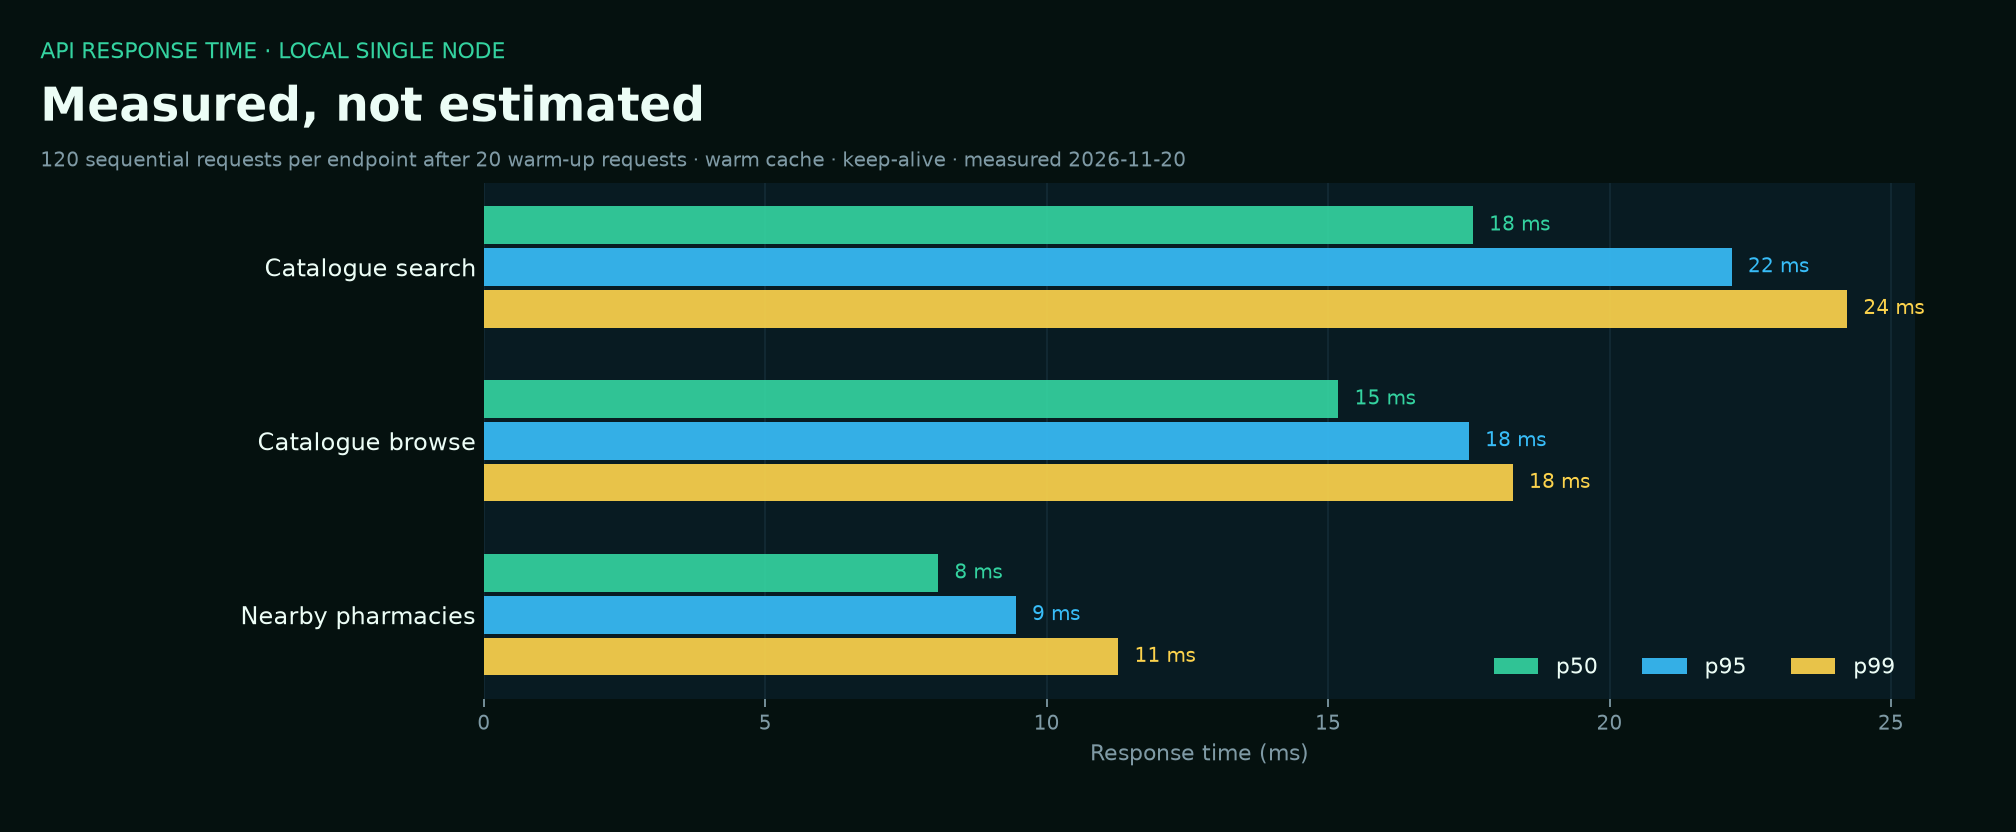 API RESPONSE TIME · LOCAL SINGLE NODE
Measured, not estimated
120 sequential requests per endpoint after 20 warm-up requests · warm cache · keep-alive · measured 2026-11-20
18 ms
Catalogue search
22 ms
24 ms
15 ms
Catalogue browse
18 ms
18 ms
8 ms
Nearby pharmacies
9 ms
11 ms
p50 p95 p99
0 5 10 15 20 25
Response time (ms)